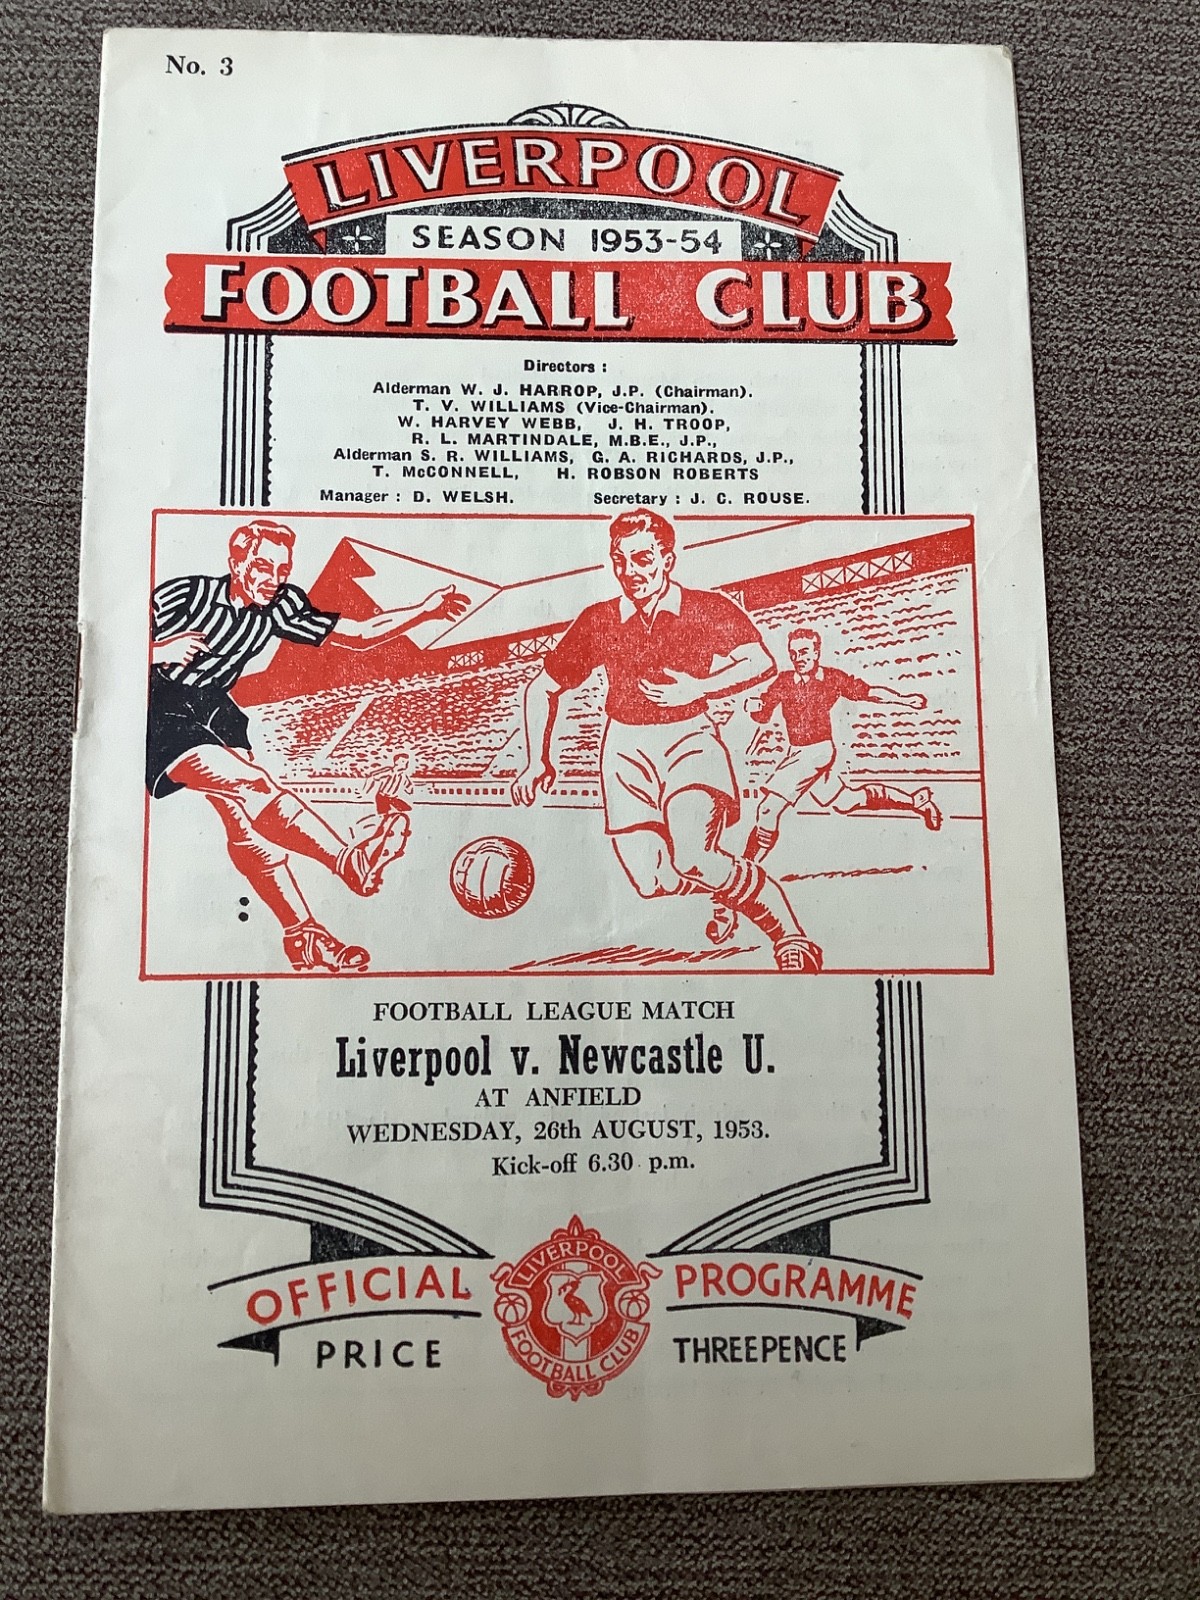 No. 3
LIVERPOOL
SEASON 1953-54
FOOTBALL CLUB
Directors :
Alderman W. J. HARROP, J.P. (Chairman).
T. V. WILLIAMS (Vice-Chairman).
W. HARVEY WEBB, J. H. TROOP,
R. L. MARTINDALE, M.B.E., J.P.,
Alderman S. R. WILLIAMS, G. A. RICHARDS, J.P.,
T. McCONNELL, H. ROBSON ROBERTS
Manager : D. WELSH. Secretary : J. C. ROUSE.
FOOTBALL LEAGUE MATCH
Liverpool v. Newcastle U.
AT ANFIELD
WEDNESDAY, 26th AUGUST, 1953.
Kick-off 6.30 p.m.
OFFICIAL PROGRAMME
LIVERPOOL
FOOTBALL CLUB
PRICE THREEPENCE